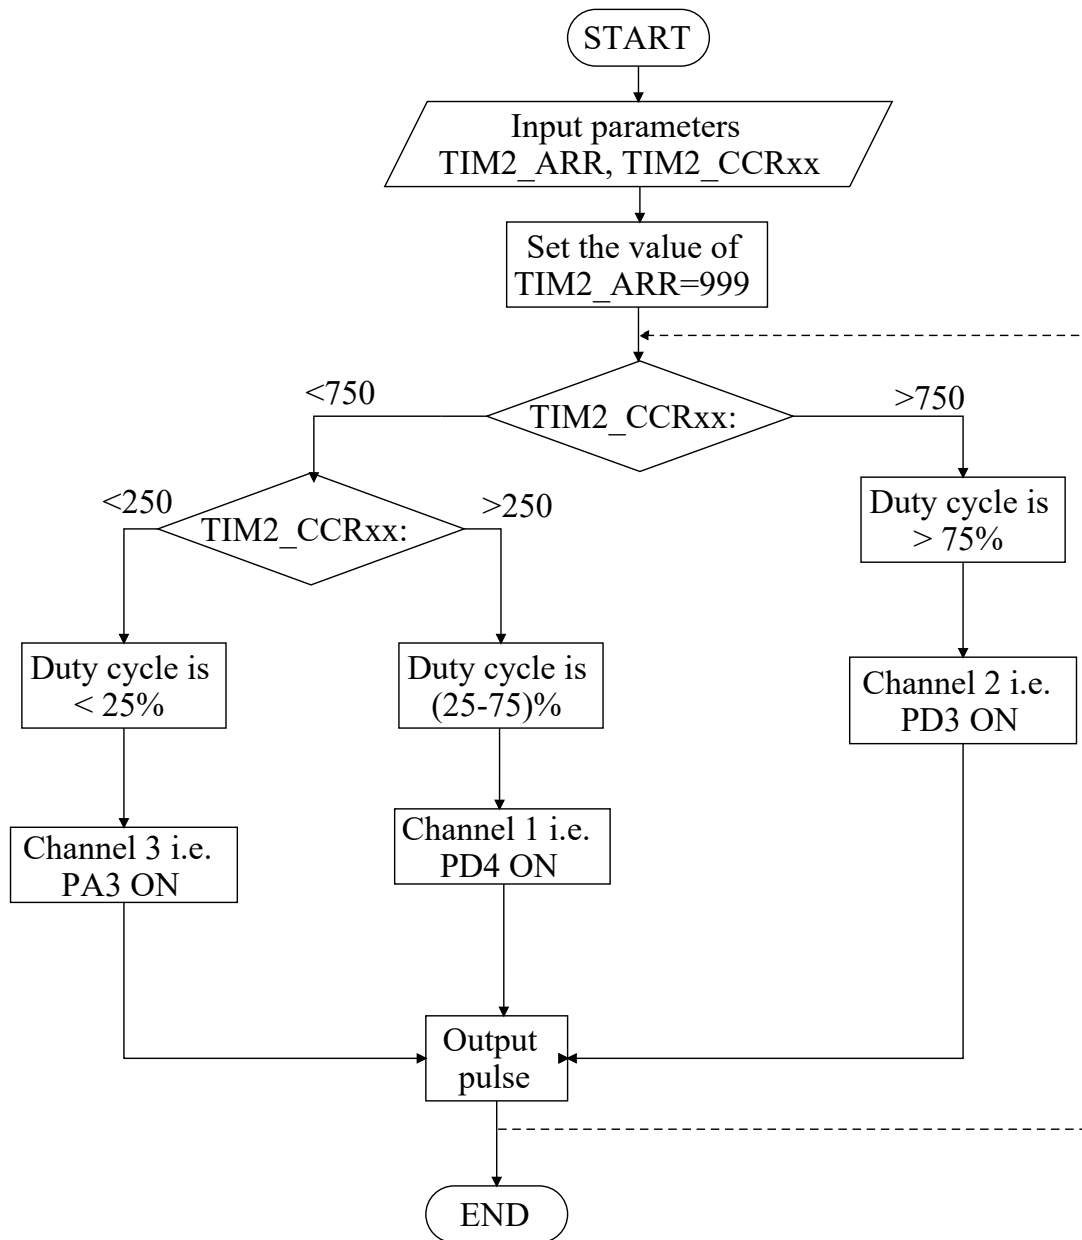 START
Input parameters
TIM2_ARR, TIM2_CCRxx
Set the value of
TIM2_ARR=999
<750
TIM2_CCRxx:
>750
<250
TIM2_CCRxx:
>250
Duty cycle is
> 75%
Duty cycle is
< 25%
Duty cycle is
(25-75)%
Channel 2 i.e.
PD3 ON
Channel 3 i.e.
PA3 ON
Channel 1 i.e.
PD4 ON
Output
pulse
END